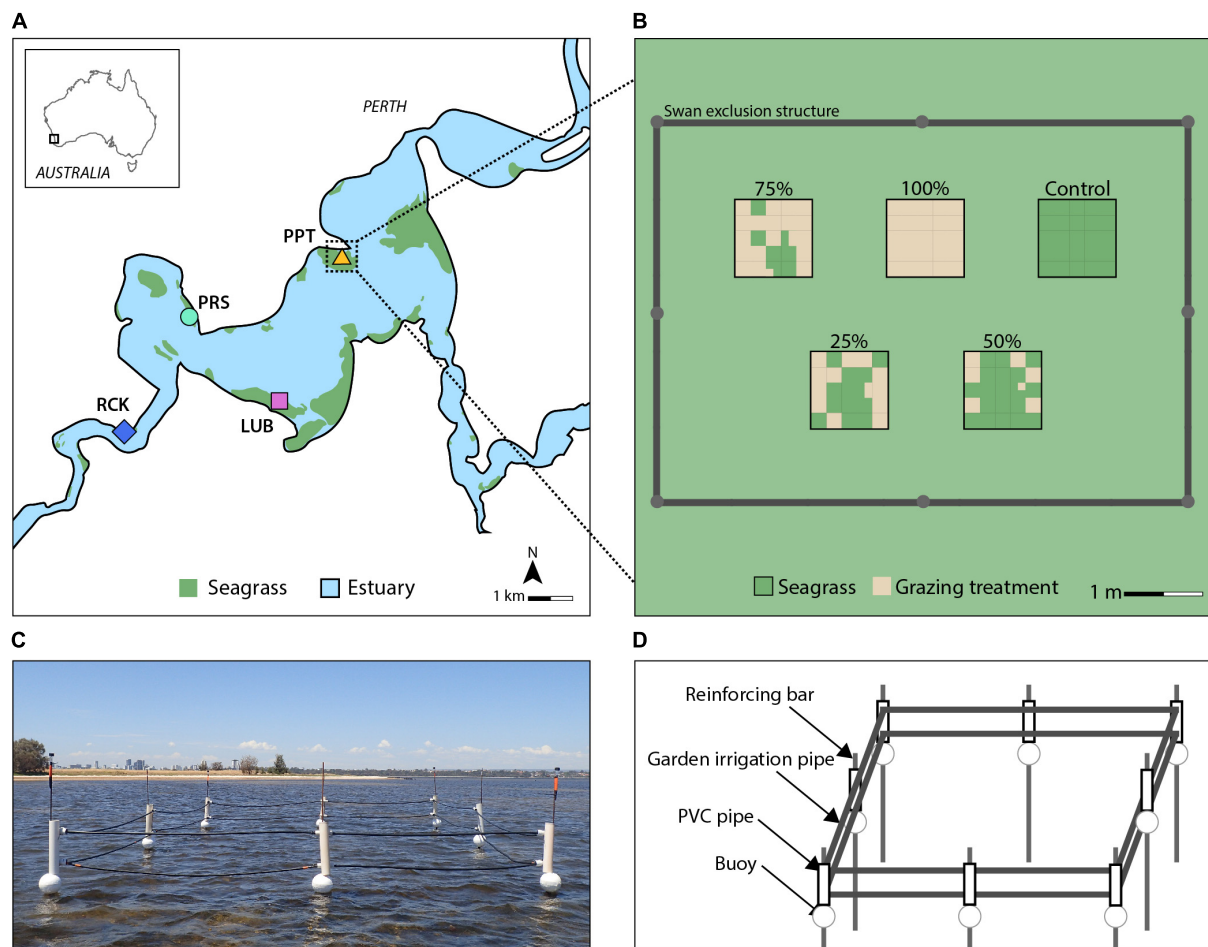 A
PERTH
AUSTRALIA
PPT
PRS
RCK
LUB
N
Seagrass
Estuary
1 km
B
Swan exclusion structure
75%
100%
Control
25%
50%
Seagrass
Grazing treatment
1 m
C
D
Reinforcing bar
Garden irrigation pipe
PVC pipe
Buoy